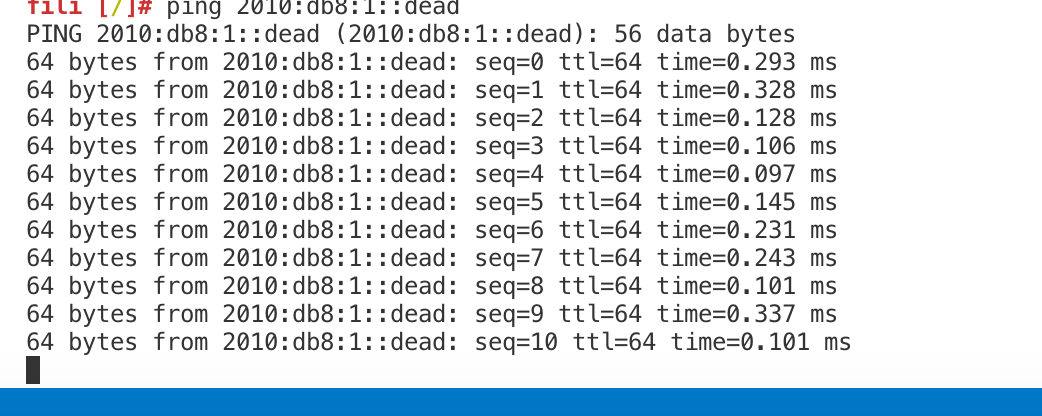 fili [/]# ping 2010:db8:1::dead
PING 2010:db8:1::dead (2010:db8:1::dead): 56 data bytes
64 bytes from 2010:db8:1::dead: seq=0 ttl=64 time=0.293 ms
64 bytes from 2010:db8:1::dead: seq=1 ttl=64 time=0.328 ms
64 bytes from 2010:db8:1::dead: seq=2 ttl=64 time=0.128 ms
64 bytes from 2010:db8:1::dead: seq=3 ttl=64 time=0.106 ms
64 bytes from 2010:db8:1::dead: seq=4 ttl=64 time=0.097 ms
64 bytes from 2010:db8:1::dead: seq=5 ttl=64 time=0.145 ms
64 bytes from 2010:db8:1::dead: seq=6 ttl=64 time=0.231 ms
64 bytes from 2010:db8:1::dead: seq=7 ttl=64 time=0.243 ms
64 bytes from 2010:db8:1::dead: seq=8 ttl=64 time=0.101 ms
64 bytes from 2010:db8:1::dead: seq=9 ttl=64 time=0.337 ms
64 bytes from 2010:db8:1::dead: seq=10 ttl=64 time=0.101 ms